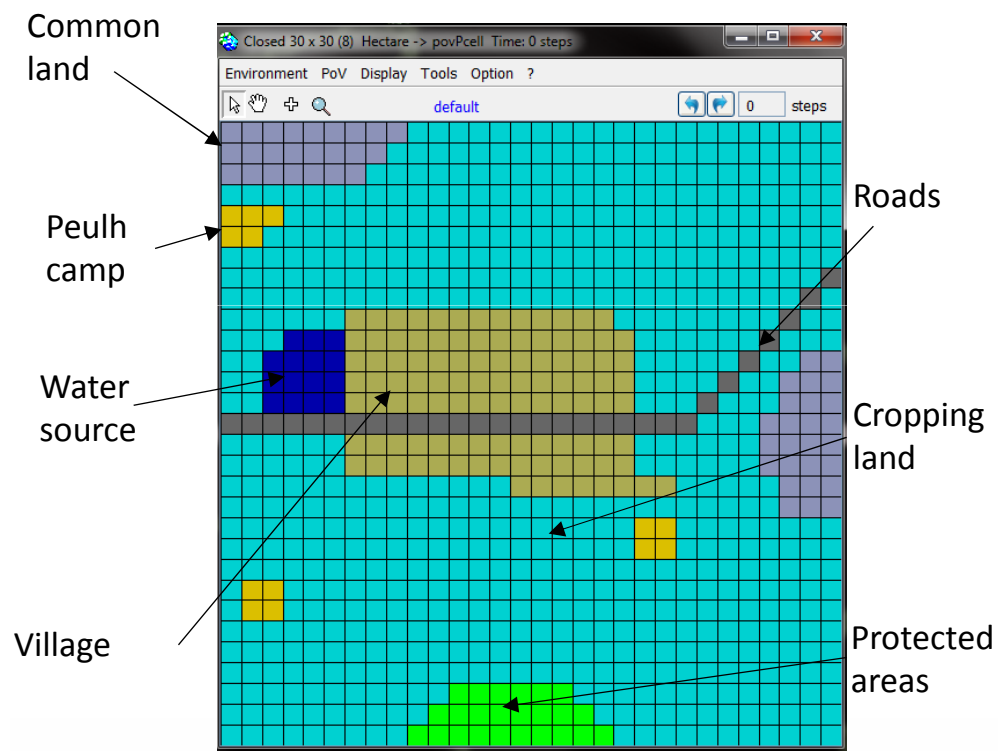 Common
land
Closed 30 x 30 (8) Hectare -> povPcell Time: 0 steps
Environment PoV Display Tools Option ?
default
0
steps
Peulh
camp
Roads
Water
source
Cropping
land
Village
Protected
areas